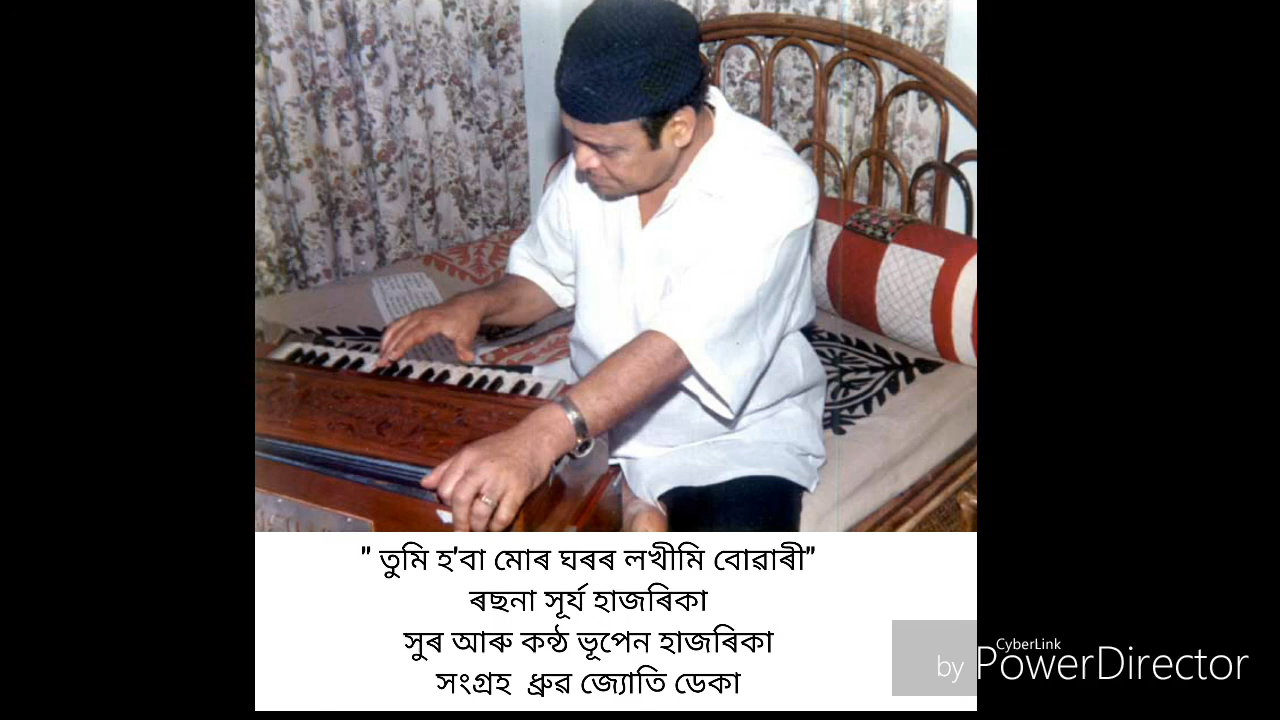 " তুমি হ'বা মোৰ ঘৰৰ লখীমি বোৱাৰী"
ৰছনা সূৰ্য হাজৰিকা
সুৰ আৰু কন্ঠ ভূপেন হাজৰিকা
সংগ্ৰহ ধ্ৰুৱ জ্যোতি ডেকা
by CyberLink PowerDirector